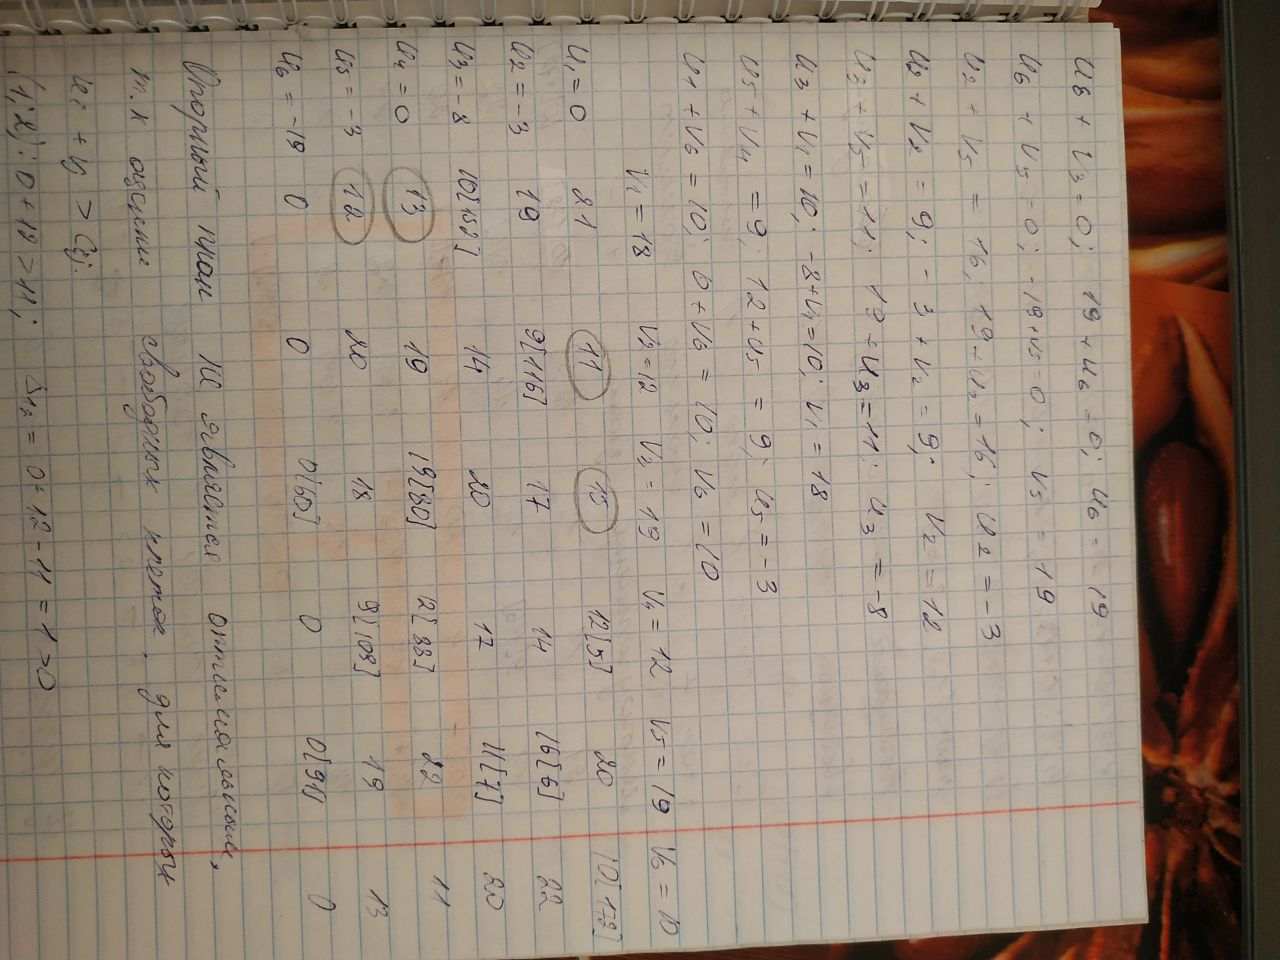 u6 + v3 = 0; 19 + u6 = 0; u6 = -19
u6 + v5 = 0; -19 + v5 = 0; v5 = 19
u2 + v5 = 16; 19 + u2 = 16; u2 = -3
u2 + v2 = 9; -3 + v2 = 9; v2 = 12
u3 + v5 = 11; 19 + u3 = 11; u3 = -8
u3 + v1 = 10; -8 + v1 = 10; v1 = 18
u5 + v4 = 9; 12 + u5 = 9; u5 = -3
u1 + v6 = 10; 0 + v6 = 10; v6 = 10
v1 = 18 v2 = 12 v3 = 19 v4 = 12 v5 = 19 v6 = 10
u1 = 0 21 11 15 12[5] 20 10[172]
u2 = -3 19 9[116] 17 14 16[6] 22
u3 = -8 10[152] 14 20 17 11[7] 20
u4 = 0 13 19 19[80] 12[88] 22 11
u5 = -3 12 20 18 9[108] 19 13
u6 = -19 0 0 0[65] 0 0[91] 0
Опорный план не является оптимальным,
т.к. оценки свободных клеток, для которых
ui + vj > cij.
(1;2): 0 + 12 > 11; Δ12 = 0 + 12 - 11 = 1 > 0